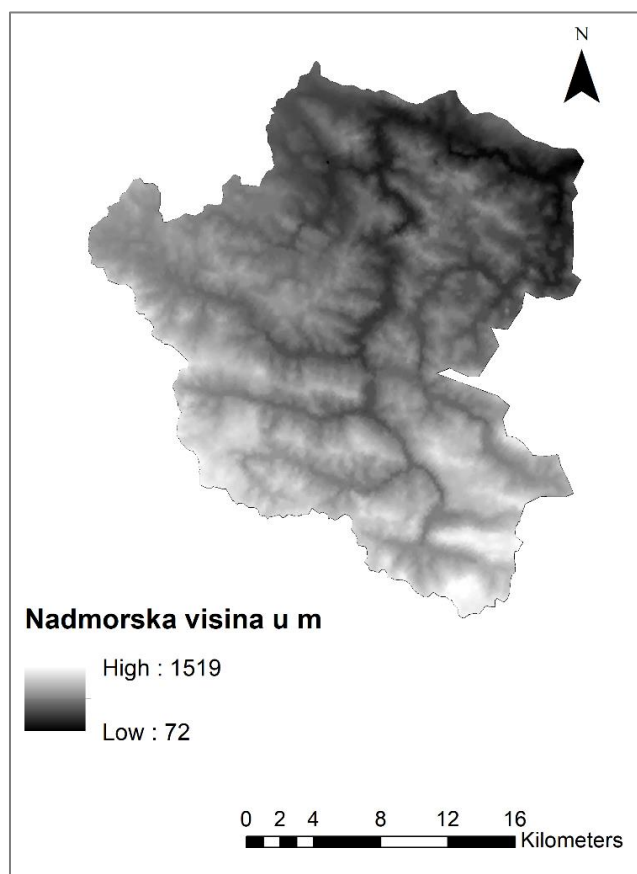 N
Nadmorska visina u m
High : 1519
Low : 72
0 2 4 8 12 16
Kilometers